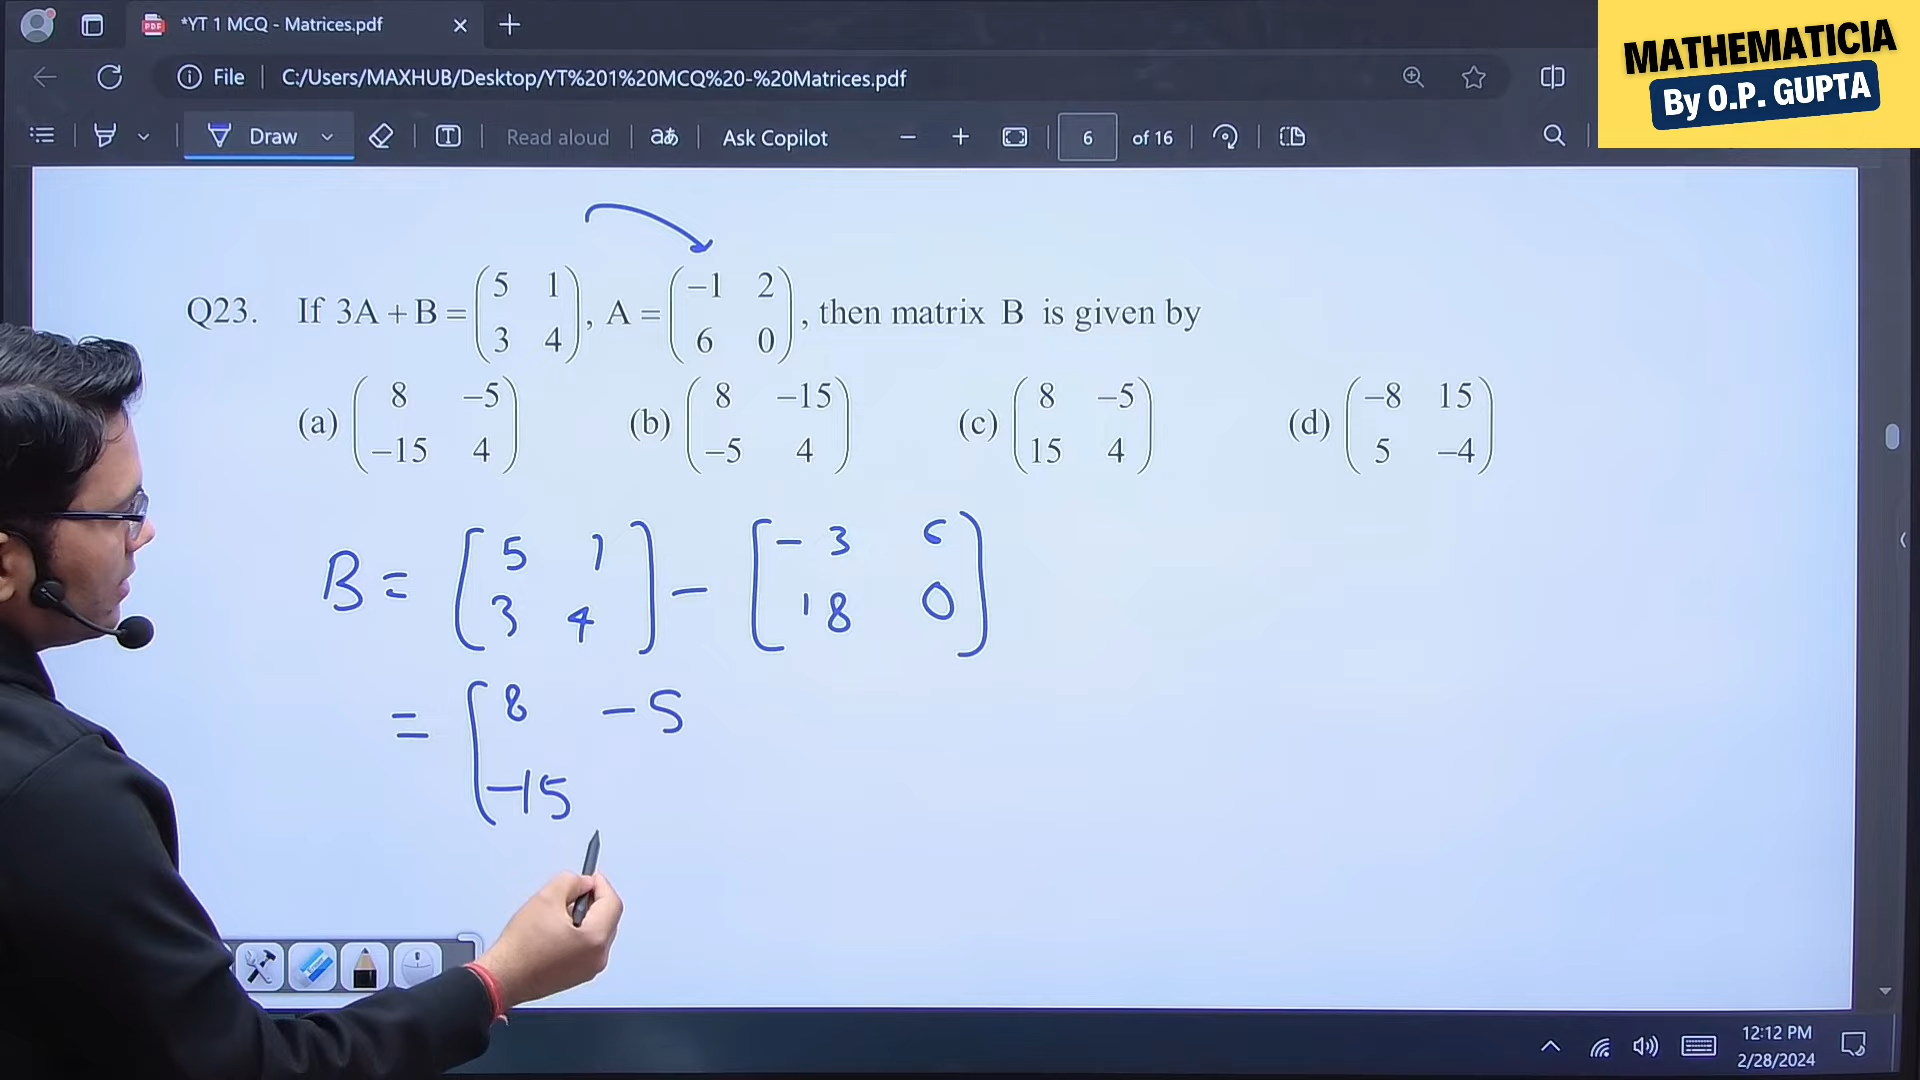 *YT 1 MCQ - Matrices.pdf
MATHEMATICIA
By O.P. GUPTA
File C:/Users/MAXHUB/Desktop/YT%201%20MCQ%20-%20Matrices.pdf
Draw Read aloud aあ Ask Copilot 6 of 16
Q23. If 3A + B = (5 1 3 4), A = (−1 2 6 0), then matrix B is given by
(a) (8 −5 −15 4) (b) (8 −15 −5 4) (c) (8 −5 15 4) (d) (−8 15 5 −4)
B = [5 1 3 4] − [−3 6 18 0]
= [8 −5
−15
12:12 PM
2/28/2024